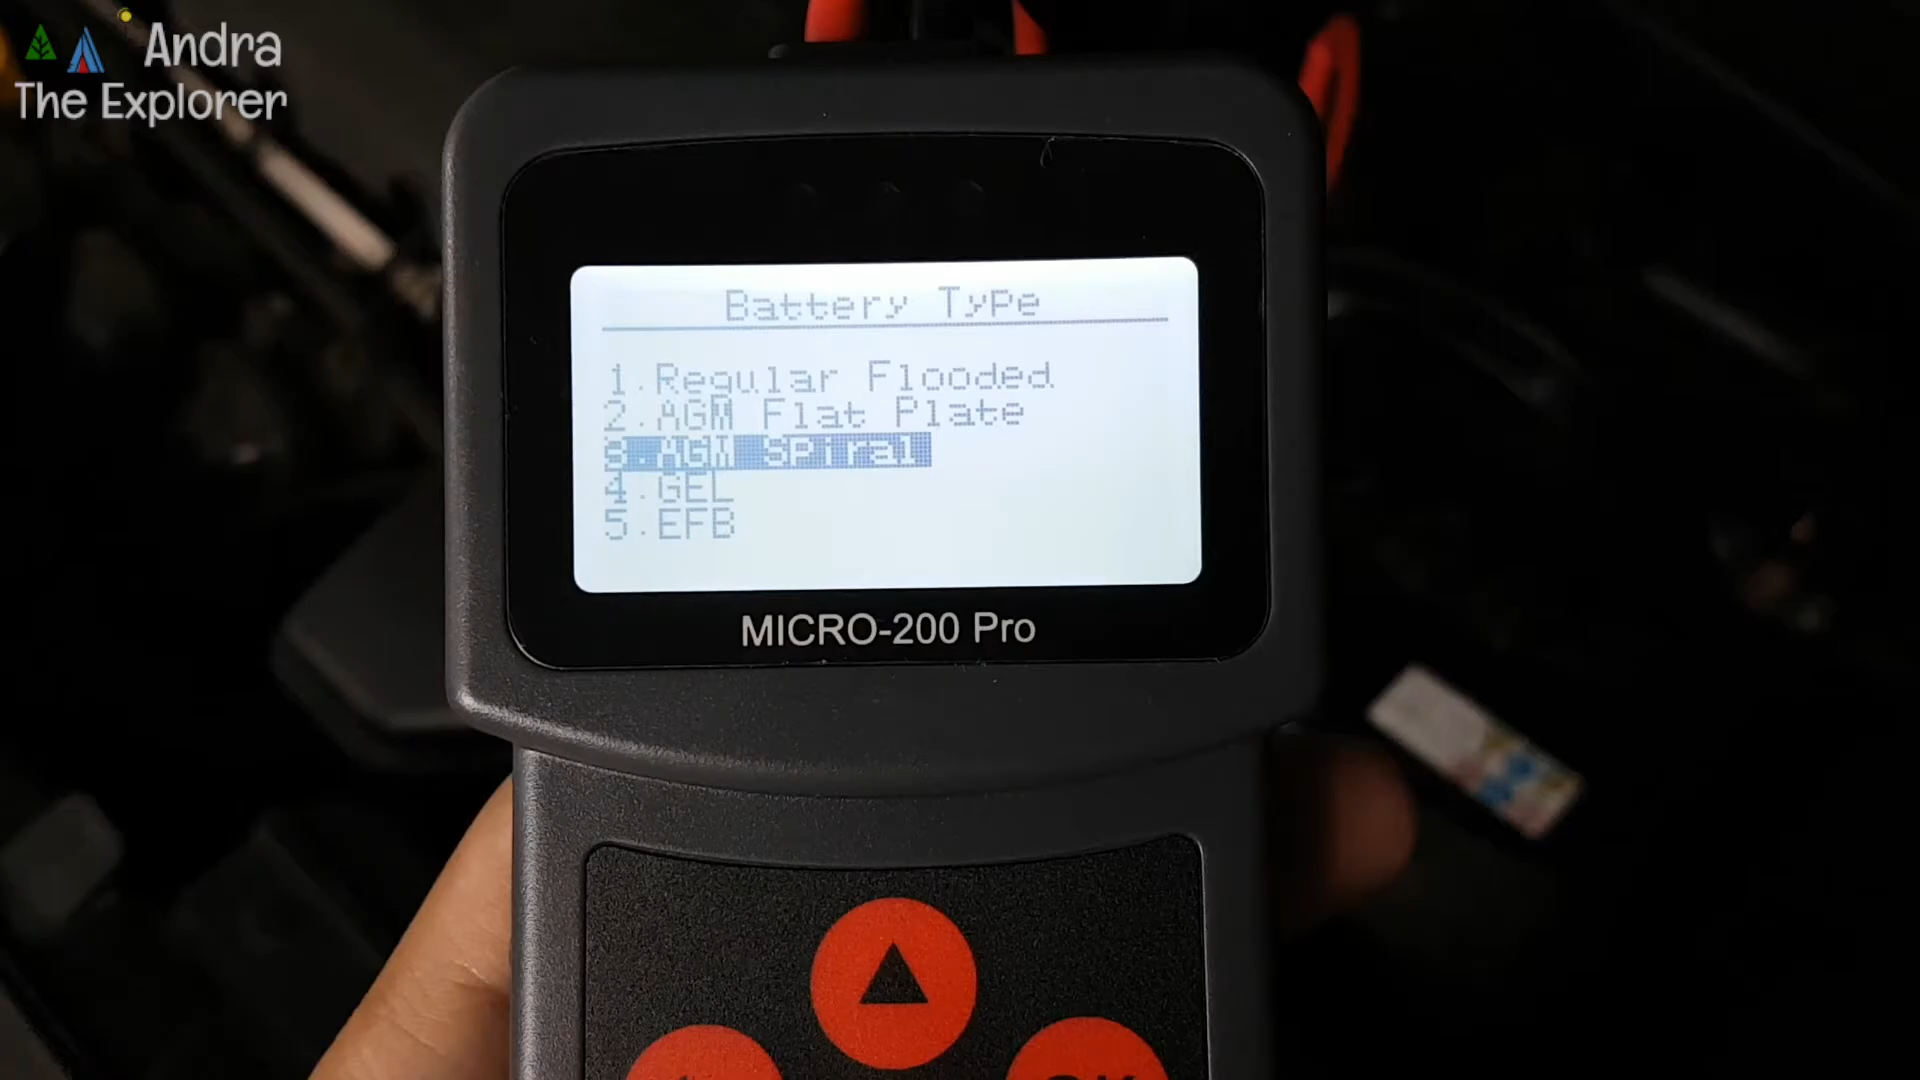 Andra
The Explorer
Battery Type
1.Regular Flooded
2.AGM Flat Plate
3.AGM Spiral
4.GEL
5.EFB
MICRO-200 Pro
OK